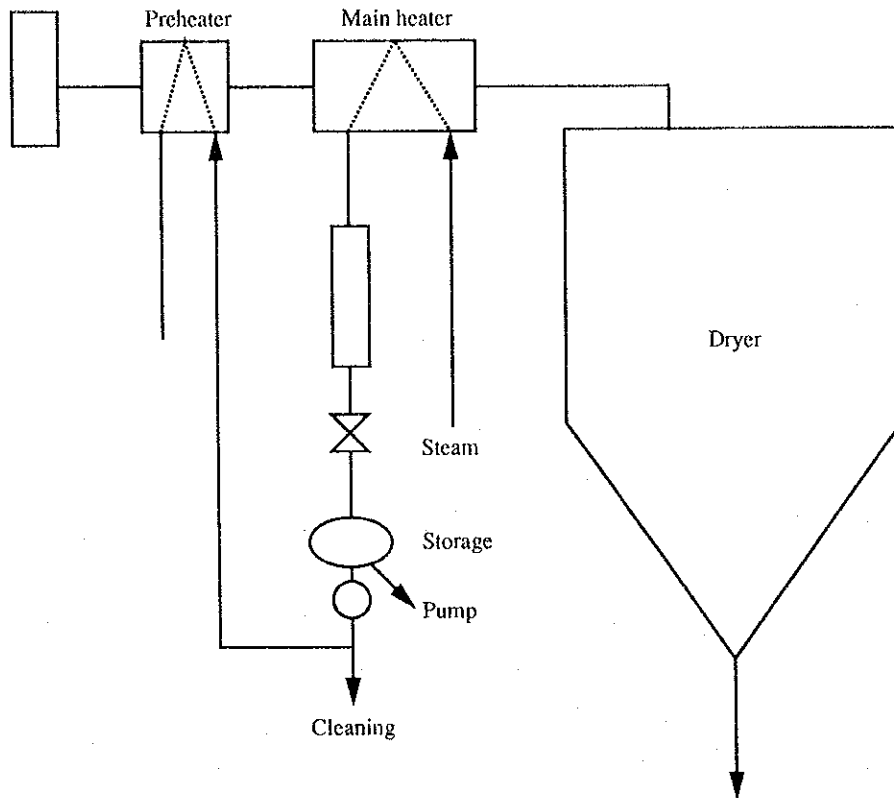 Preheater
Main heater
Dryer
Steam
Storage
Pump
Cleaning